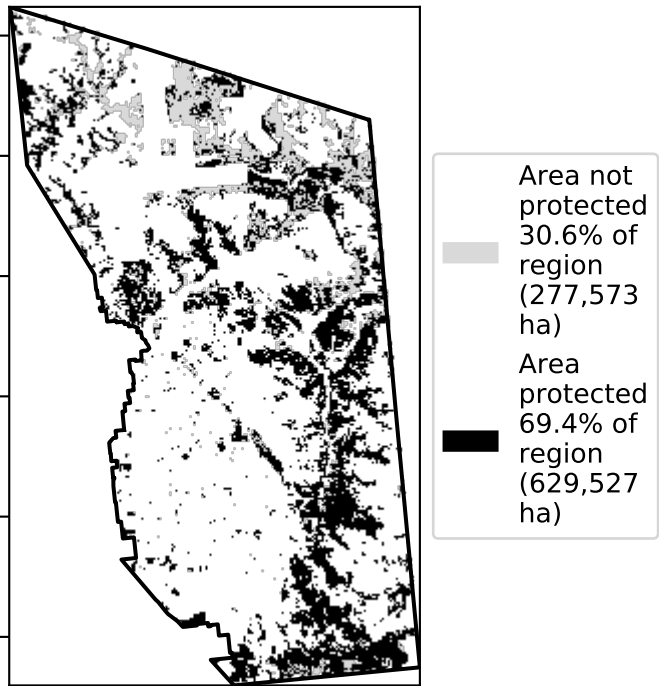 Area not
protected
30.6% of
region
(277,573
ha)
Area
protected
69.4% of
region
(629,527
ha)